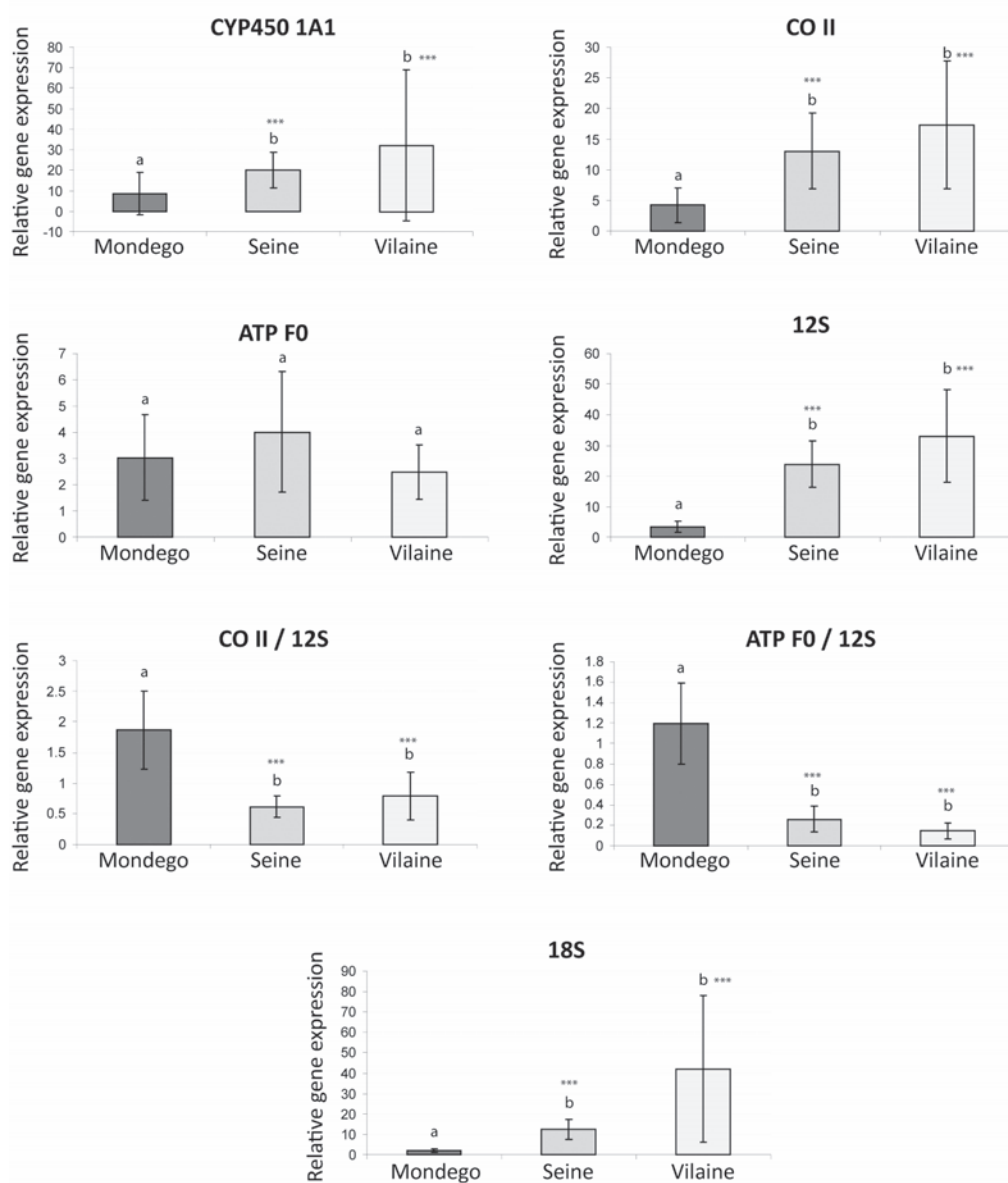 CYP450 1A1
Relative gene expression
80
70
60
50
40
30
20
10
0
-10
a
***
b
b ***
Mondego Seine Vilaine
CO II
Relative gene expression
30
25
20
15
10
5
0
a
***
b
b ***
Mondego Seine Vilaine
ATP F0
Relative gene expression
7
6
5
4
3
2
1
0
a
a
a
Mondego Seine Vilaine
12S
Relative gene expression
60
50
40
30
20
10
0
a
***
b
b ***
Mondego Seine Vilaine
CO II / 12S
Relative gene expression
3
2.5
2
1.5
1
0.5
0
a
***
b
***
b
Mondego Seine Vilaine
ATP F0 / 12S
Relative gene expression
1.8
1.6
1.4
1.2
1
0.8
0.6
0.4
0.2
0
a
***
b
***
b
Mondego Seine Vilaine
18S
Relative gene expression
90
80
70
60
50
40
30
20
10
0
a
***
b
b ***
Mondego Seine Vilaine